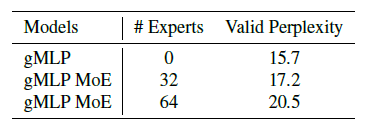 Models # Experts Valid Perplexity
gMLP 0 15.7
gMLP MoE 32 17.2
gMLP MoE 64 20.5